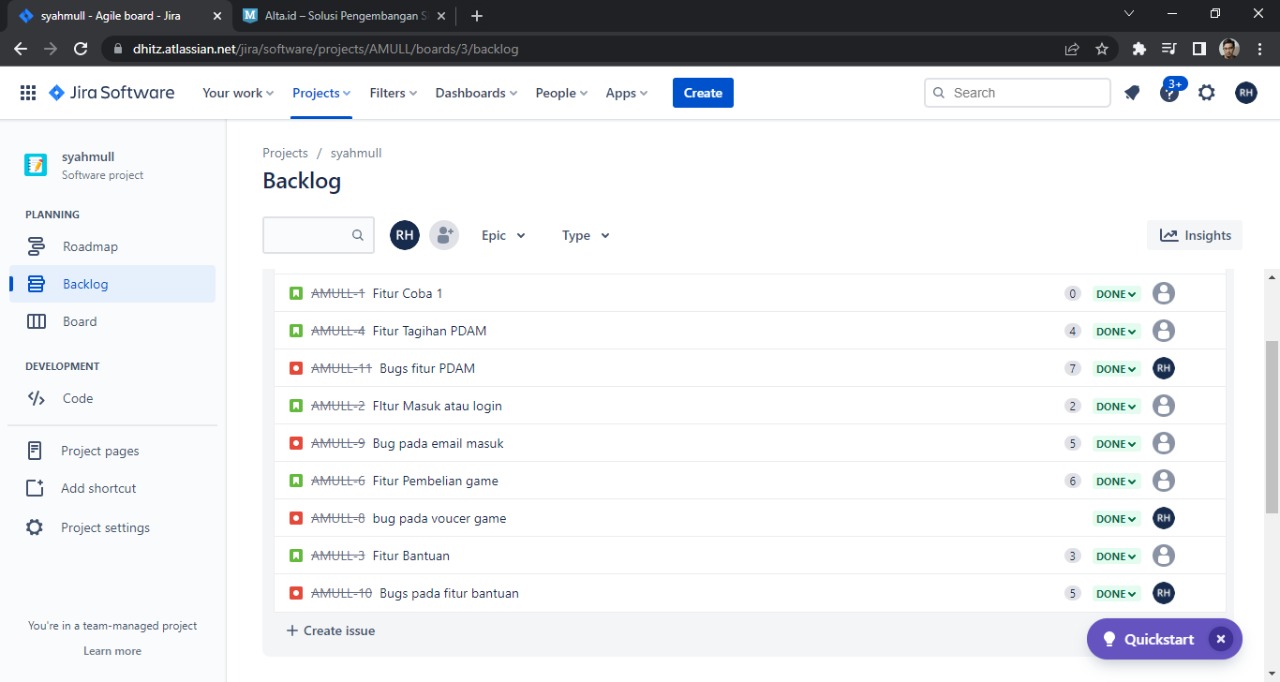 syahmull - Agile board - Jira
Alta.id – Solusi Pengembangan S
dhitz.atlassian.net/jira/software/projects/AMULL/boards/3/backlog
Jira Software Your work Projects Filters Dashboards People Apps Create Search 3+ RH
syahmull
Software project
PLANNING
Roadmap
Backlog
Board
DEVELOPMENT
Code
Project pages
Add shortcut
Project settings
You're in a team-managed project
Learn more
Projects / syahmull
Backlog
RH Epic Type Insights
AMULL-1 Fitur Coba 1 0 DONE
AMULL-4 Fitur Tagihan PDAM 4 DONE
AMULL-11 Bugs fitur PDAM 7 DONE RH
AMULL-2 FItur Masuk atau login 2 DONE
AMULL-9 Bug pada email masuk 5 DONE
AMULL-6 Fitur Pembelian game 6 DONE
AMULL-8 bug pada voucer game DONE RH
AMULL-3 Fitur Bantuan 3 DONE
AMULL-10 Bugs pada fitur bantuan 5 DONE RH
+ Create issue
Quickstart